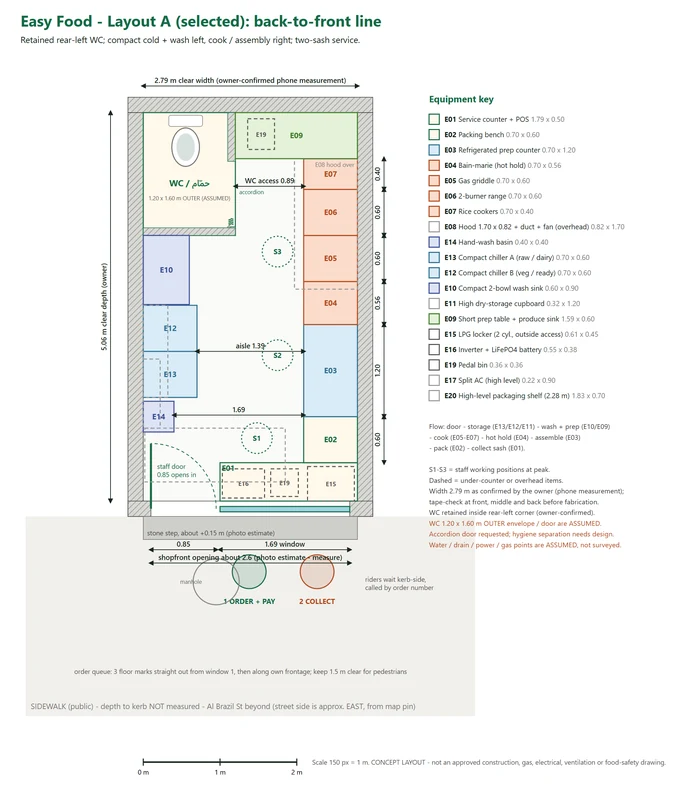 Easy Food - Layout A (selected): back-to-front line
Retained rear-left WC; compact cold + wash left, cook / assembly right; two-sash service.
2.79 m clear width (owner-confirmed phone measurement)
5.06 m clear depth (owner)
E19
E09
E08 hood over
E07
WC / حمّام
WC access 0.89
accordion
1.20 x 1.60 m OUTER (ASSUMED)
0.40
E06
0.60
S3
E10
E05
0.60
E04
0.56
E12
aisle 1.39
S2
E13
E03
1.20
E14
1.69
S1
E02
0.60
staff door
0.85 opens in
E01
E16
E19
E15
stone step, about +0.15 m (photo estimate)
0.85
1.69 window
shopfront opening about 2.6 (photo estimate - measure)
manhole
1 ORDER + PAY
2 COLLECT
riders wait kerb-side,
called by order number
order queue: 3 floor marks straight out from window 1, then along own frontage; keep 1.5 m clear for pedestrians
SIDEWALK (public) - depth to kerb NOT measured - Al Brazil St beyond (street side is approx. EAST, from map pin)
Equipment key
E01 Service counter + POS 1.79 x 0.50
E02 Packing bench 0.70 x 0.60
E03 Refrigerated prep counter 0.70 x 1.20
E04 Bain-marie (hot hold) 0.70 x 0.56
E05 Gas griddle 0.70 x 0.60
E06 2-burner range 0.70 x 0.60
E07 Rice cookers 0.70 x 0.40
E08 Hood 1.70 x 0.82 + duct + fan (overhead) 0.82 x 1.70
E14 Hand-wash basin 0.40 x 0.40
E13 Compact chiller A (raw / dairy) 0.70 x 0.60
E12 Compact chiller B (veg / ready) 0.70 x 0.60
E10 Compact 2-bowl wash sink 0.60 x 0.90
E11 High dry-storage cupboard 0.32 x 1.20
E09 Short prep table + produce sink 1.59 x 0.60
E15 LPG locker (2 cyl., outside access) 0.61 x 0.45
E16 Inverter + LiFePO4 battery 0.55 x 0.38
E19 Pedal bin 0.36 x 0.36
E17 Split AC (high level) 0.22 x 0.90
E20 High-level packaging shelf (2.28 m) 1.83 x 0.70
Flow: door - storage (E13/E12/E11) - wash + prep (E10/E09)
- cook (E05-E07) - hot hold (E04) - assemble (E03)
- pack (E02) - collect sash (E01).
S1-S3 = staff working positions at peak.
Dashed = under-counter or overhead items.
Width 2.79 m as confirmed by the owner (phone measurement);
tape-check at front, middle and back before fabrication.
WC retained inside rear-left corner (owner-confirmed).
WC 1.20 x 1.60 m OUTER envelope / door are ASSUMED.
Accordion door requested; hygiene separation needs design.
Water / drain / power / gas points are ASSUMED, not surveyed.
0 m
1 m
2 m
Scale 150 px = 1 m. CONCEPT LAYOUT - not an approved construction, gas, electrical, ventilation or food-safety drawing.